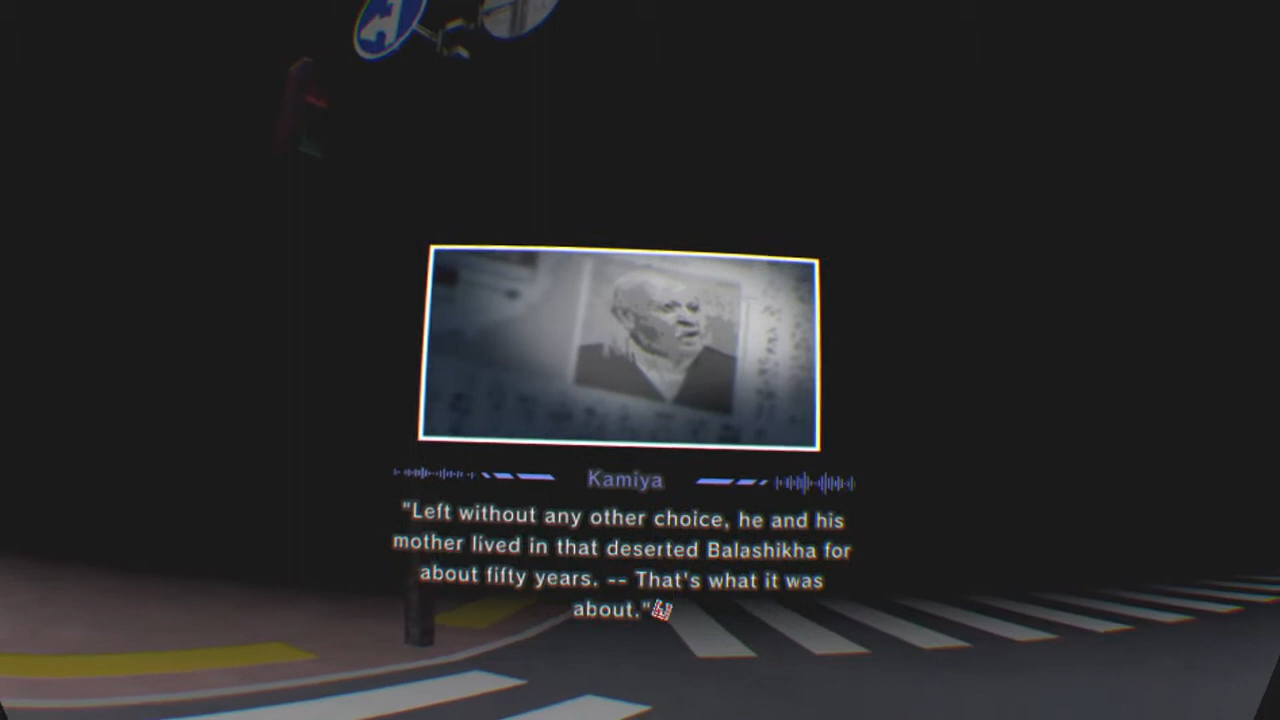 Kamiya
"Left without any other choice, he and his
mother lived in that deserted Balashikha for
about fifty years. -- That's what it was
about."